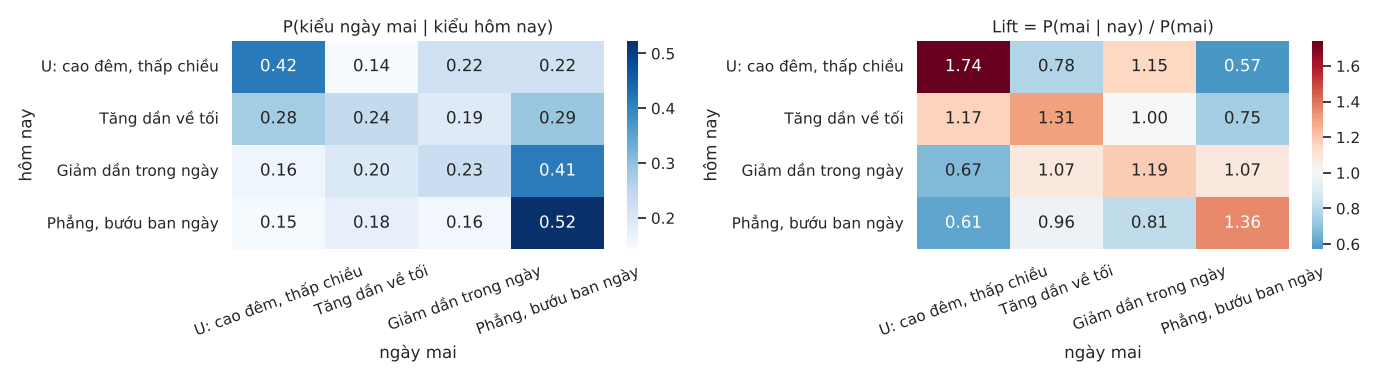 P(kiểu ngày mai | kiểu hôm nay)
hôm nay
U: cao đêm, thấp chiều
0.42 0.14 0.22 0.22
Tăng dần về tối
0.28 0.24 0.19 0.29
Giảm dần trong ngày
0.16 0.20 0.23 0.41
Phẳng, bướu ban ngày
0.15 0.18 0.16 0.52
U: cao đêm, thấp chiều
Tăng dần về tối
Giảm dần trong ngày
Phẳng, bướu ban ngày
ngày mai
0.5
0.4
0.3
0.2
Lift = P(mai | nay) / P(mai)
hôm nay
U: cao đêm, thấp chiều
1.74 0.78 1.15 0.57
Tăng dần về tối
1.17 1.31 1.00 0.75
Giảm dần trong ngày
0.67 1.07 1.19 1.07
Phẳng, bướu ban ngày
0.61 0.96 0.81 1.36
U: cao đêm, thấp chiều
Tăng dần về tối
Giảm dần trong ngày
Phẳng, bướu ban ngày
ngày mai
1.6
1.4
1.2
1.0
0.8
0.6